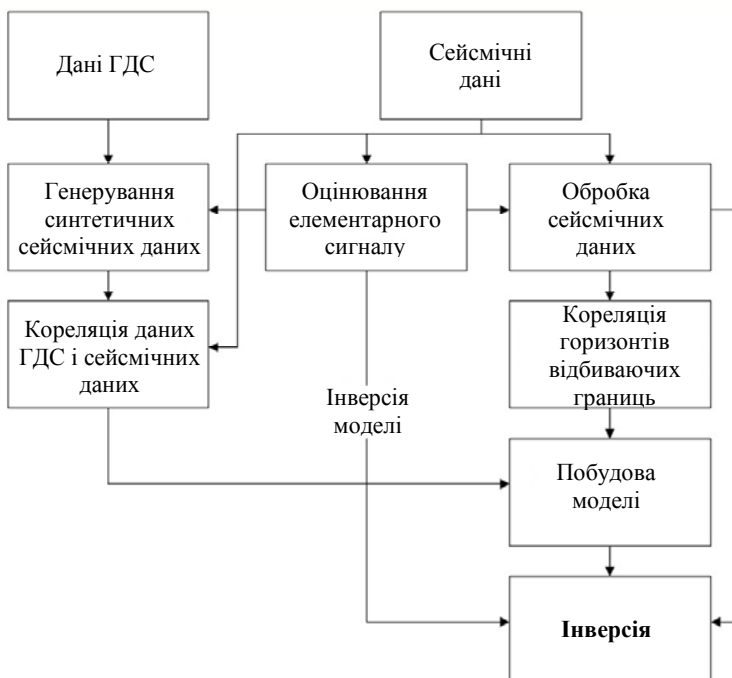 Дані ГДС
Сейсмічні
дані
Генерування
синтетичних
сейсмічних даних
Оцінювання
елементарного
сигналу
Обробка
сейсмічних
даних
Кореляція даних
ГДС і сейсмічних
даних
Інверсія
моделі
Кореляція
горизонтів
відбиваючих
границь
Побудова
моделі
Інверсія